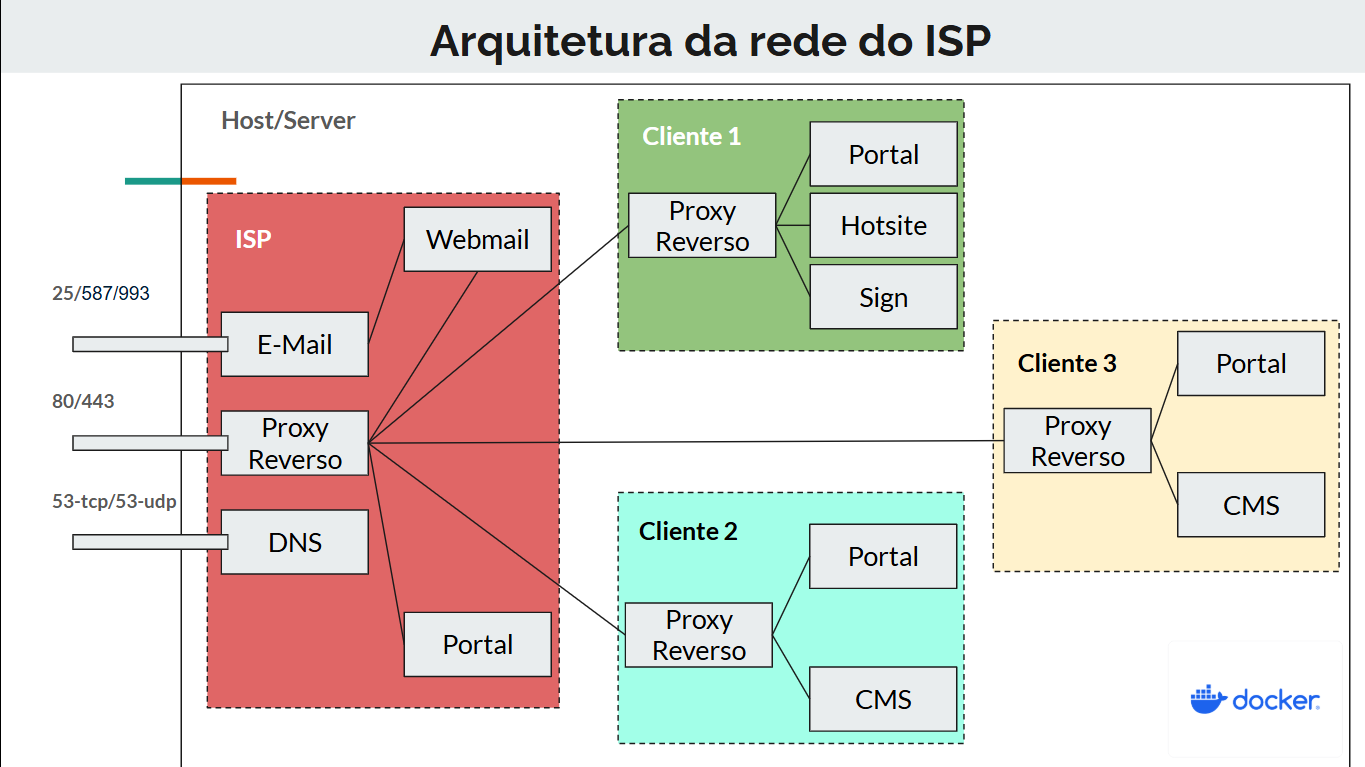 Arquitetura da rede do ISP
Host/Server
ISP
Webmail
25/587/993
E-Mail
80/443
Proxy
Reverso
53-tcp/53-udp
DNS
Portal
Cliente 1
Proxy
Reverso
Portal
Hotsite
Sign
Cliente 2
Proxy
Reverso
Portal
CMS
Cliente 3
Proxy
Reverso
Portal
CMS
docker